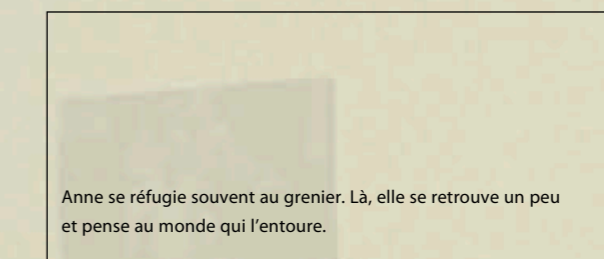 Anne se réfugie souvent au grenier. Là, elle se retrouve un peu
et pense au monde qui l'entoure.